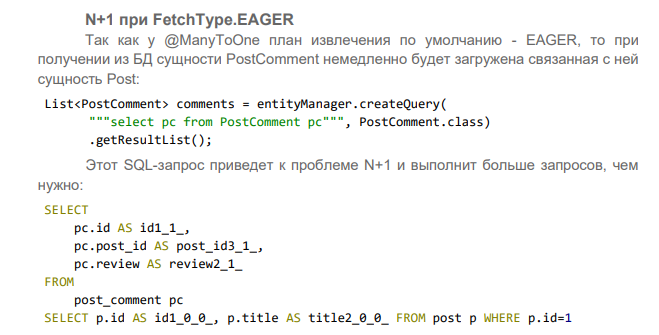 N+1 при FetchType.EAGER
Так как у @ManyToOne план извлечения по умолчанию - EAGER, то при
получении из БД сущности PostComment немедленно будет загружена связанная с ней
сущность Post:
List<PostComment> comments = entityManager.createQuery(
"""select pc from PostComment pc""", PostComment.class)
.getResultList();
Этот SQL-запрос приведет к проблеме N+1 и выполнит больше запросов, чем
нужно:
SELECT
pc.id AS id1_1_,
pc.post_id AS post_id3_1_,
pc.review AS review2_1_
FROM
post_comment pc
SELECT p.id AS id1_0_0_, p.title AS title2_0_0_ FROM post p WHERE p.id=1